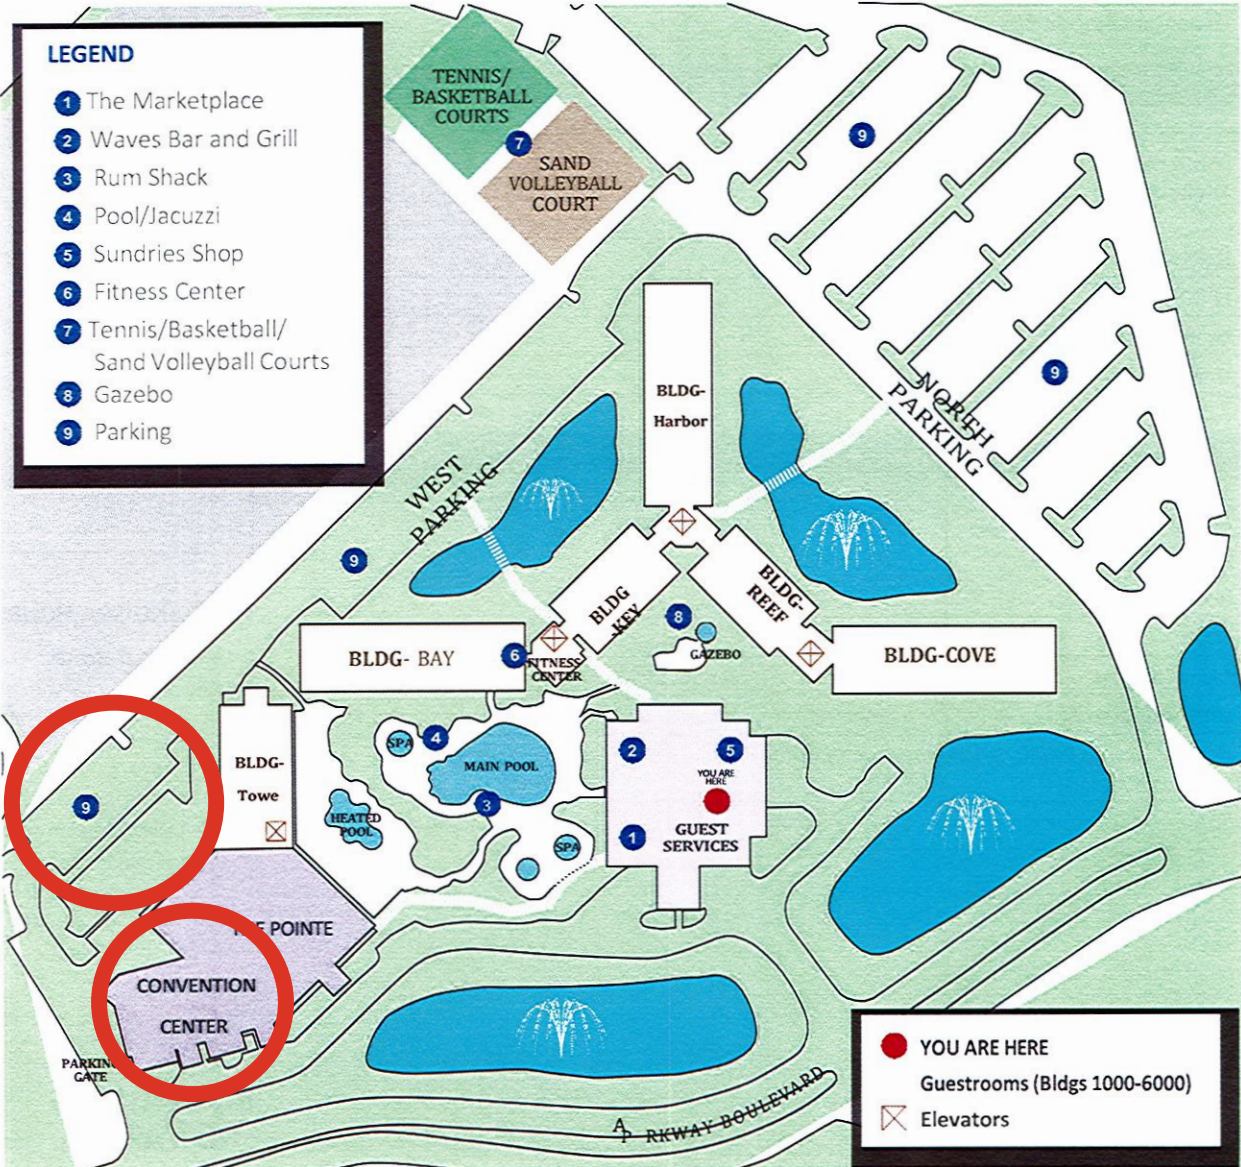 LEGEND
1 The Marketplace
2 Waves Bar and Grill
3 Rum Shack
4 Pool/Jacuzzi
5 Sundries Shop
6 Fitness Center
7 Tennis/Basketball/
Sand Volleyball Courts
8 Gazebo
9 Parking
TENNIS/
BASKETBALL
COURTS
7
SAND
VOLLEYBALL
COURT
9
9
NORTH
PARKING
WEST
PARKING
9
BLDG-
Harbor
BLDG
KEY
BLDG-
REEF
8
GAZEBO
BLDG- BAY
6
FITNESS
CENTER
BLDG-COVE
BLDG-
Towe
9
SPA
4
MAIN POOL
3
HEATED
POOL
SPA
2
5
YOU ARE
HERE
1
GUEST
SERVICES
POINTE
CONVENTION
CENTER
PARKING
GATE
A
P RKWAY BOULEVARD
YOU ARE HERE
Guestrooms (Bldgs 1000-6000)
Elevators